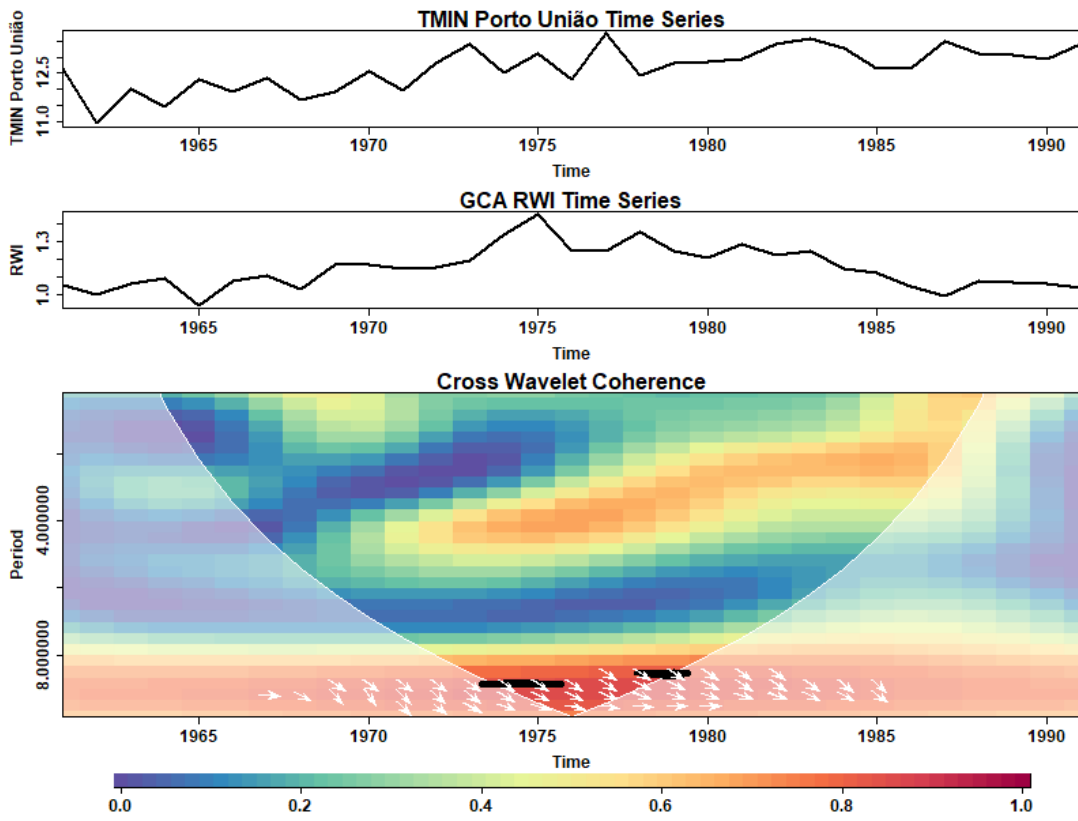 TMIN Porto União Time Series
TMIN Porto União
12.5
11.0
1965 1970 1975 1980 1985 1990
Time
GCA RWI Time Series
RWI
1.3
1.0
1965 1970 1975 1980 1985 1990
Time
Cross Wavelet Coherence
Period
4.000000
8.000000
1965 1970 1975 1980 1985 1990
Time
0.0 0.2 0.4 0.6 0.8 1.0